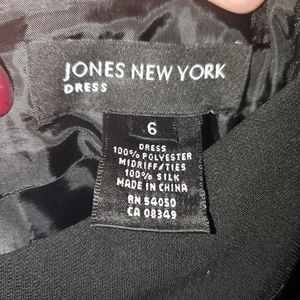 JONES NEW YORK
DRESS
6
DRESS
100% POLYESTER
MIDRIFF/TIES
100% SILK
MADE IN CHINA
RN 54050
CA 08349